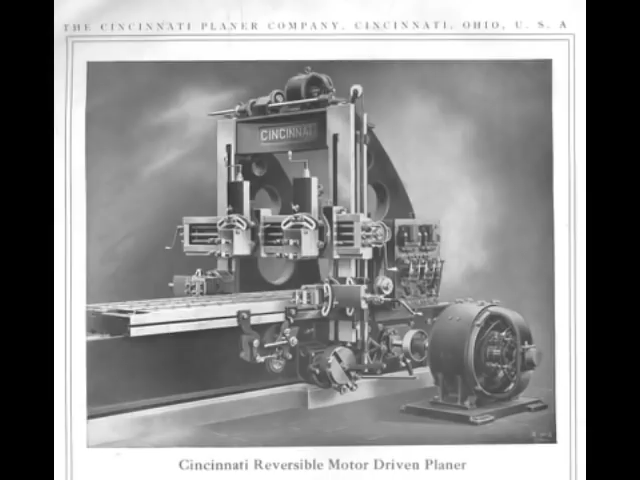 THE CINCINNATI PLANER COMPANY, CINCINNATI, OHIO, U. S. A
CINCINNATI
Cincinnati Reversible Motor Driven Planer